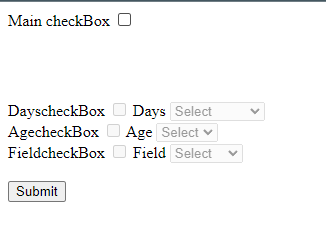 Main checkBox
DayscheckBox Days Select
AgecheckBox Age Select
FieldcheckBox Field Select
Submit